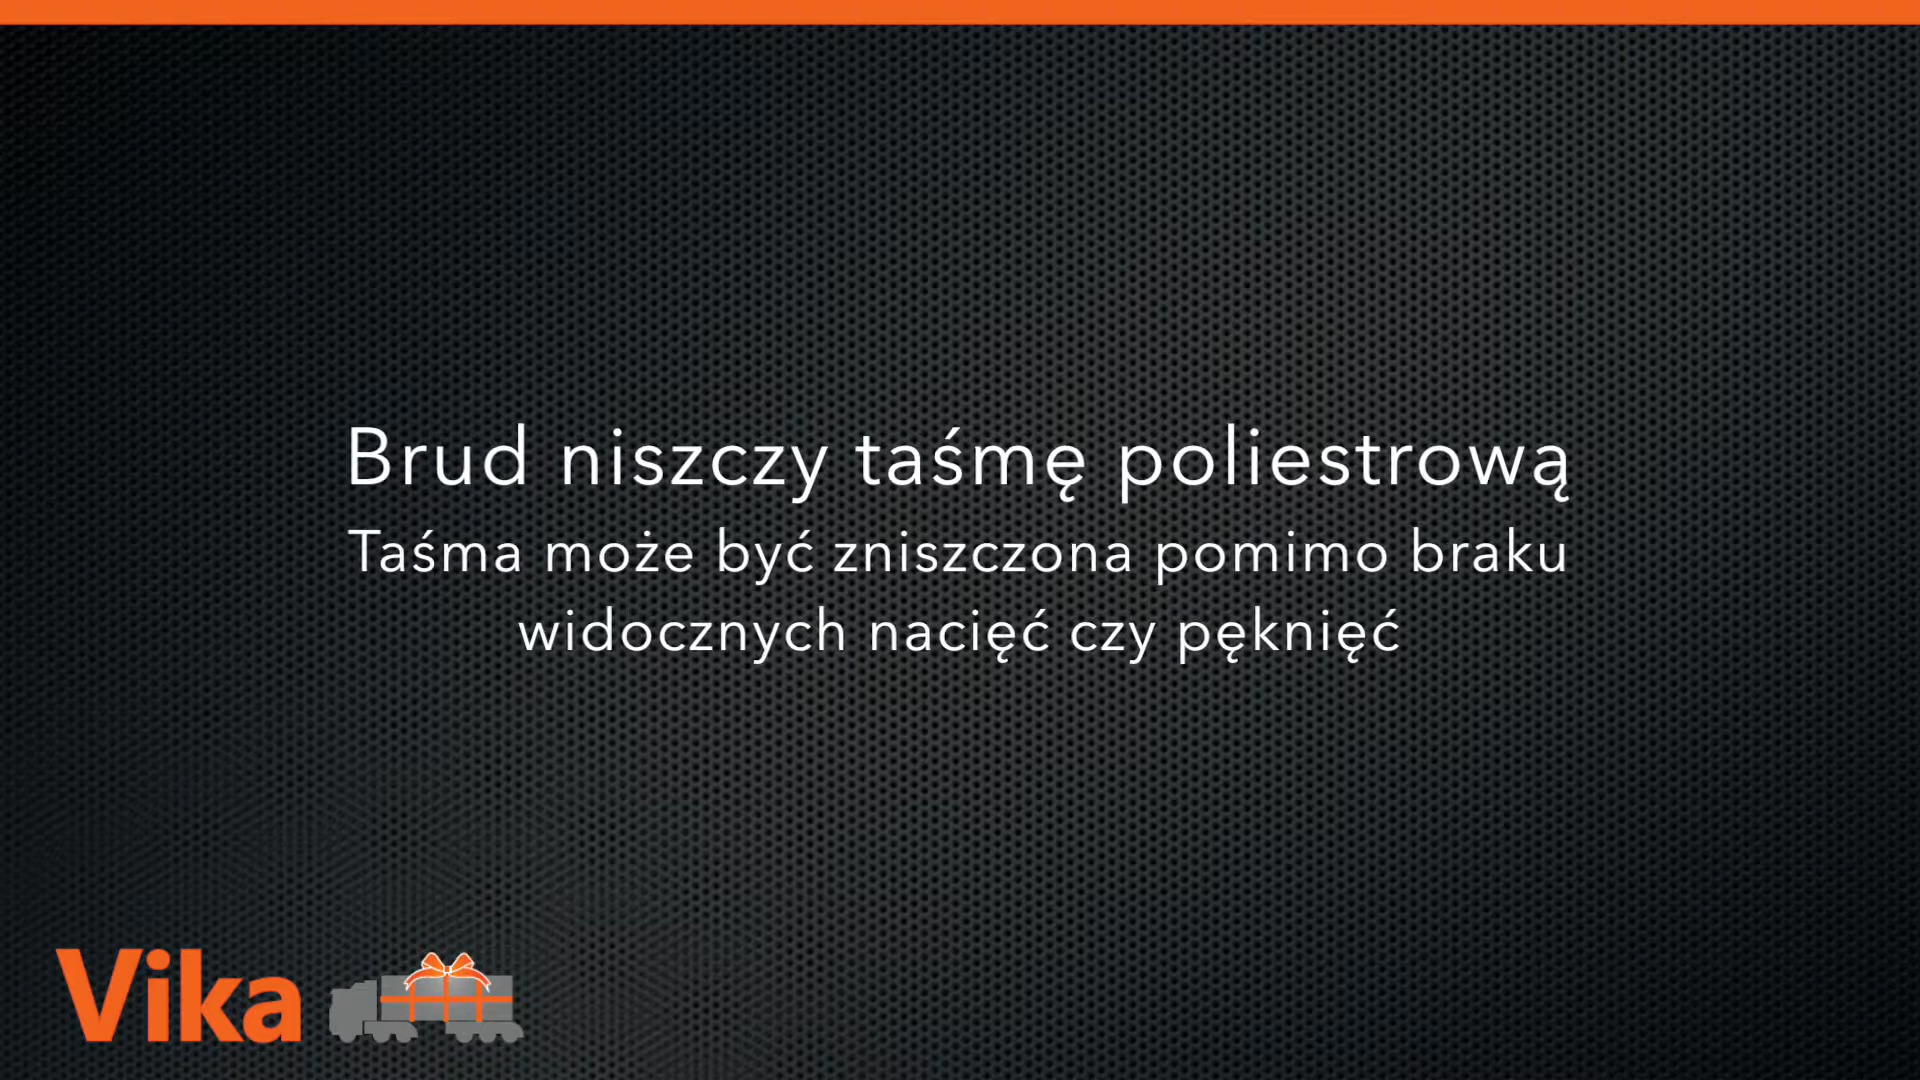 Brud niszczy taśmę poliestrową
Taśma może być zniszczona pomimo braku
widocznych nacięć czy pęknięć
Vika